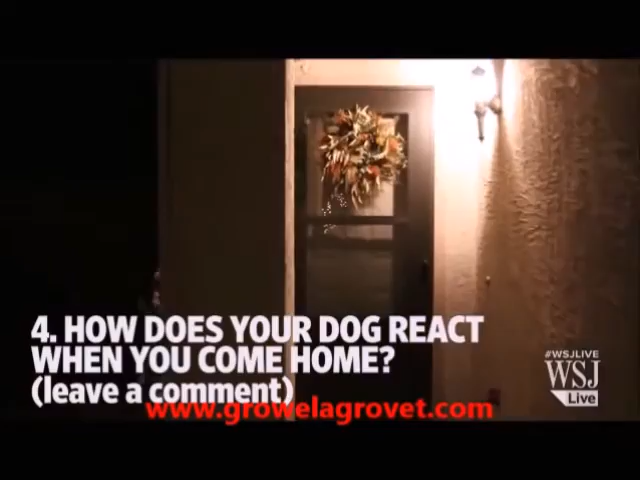 4. HOW DOES YOUR DOG REACT
WHEN YOU COME HOME?
(leave a comment)
www.growelagrovet.com
#WSJLIVE
WSJ
Live